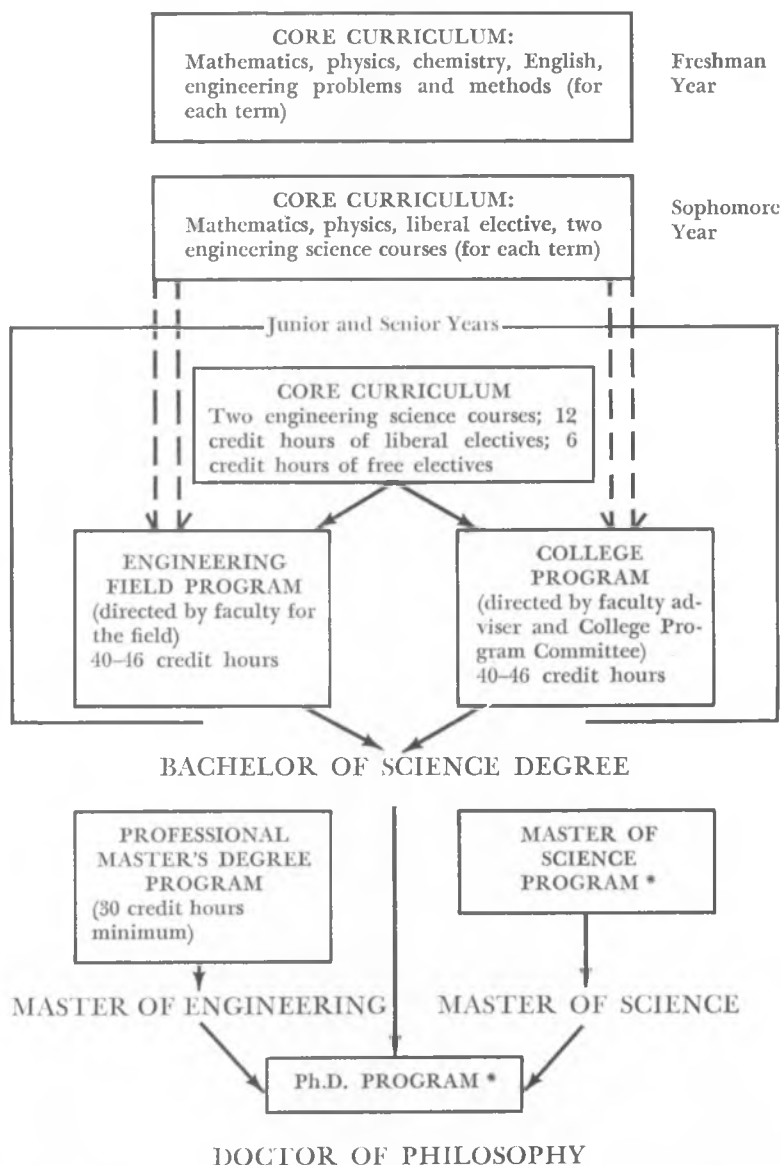 CORE CURRICULUM:
Mathematics, physics, chemistry, English,
engineering problems and methods (for
each term)
Freshman
Year
CORE CURRICULUM:
Mathematics, physics, liberal elective, two
engineering science courses (for each term)
Sophomore
Year
Junior and Senior Years
CORE CURRICULUM
Two engineering science courses; 12
credit hours of liberal electives; 6
credit hours of free electives
ENGINEERING
FIELD PROGRAM
(directed by faculty for
the field)
40–46 credit hours
COLLEGE
PROGRAM
(directed by faculty ad-
viser and College Pro-
gram Committee)
40–46 credit hours
BACHELOR OF SCIENCE DEGREE
PROFESSIONAL
MASTER'S DEGREE
PROGRAM
(30 credit hours
minimum)
MASTER OF
SCIENCE
PROGRAM *
MASTER OF ENGINEERING
MASTER OF SCIENCE
Ph.D. PROGRAM *
DOCTOR OF PHILOSOPHY